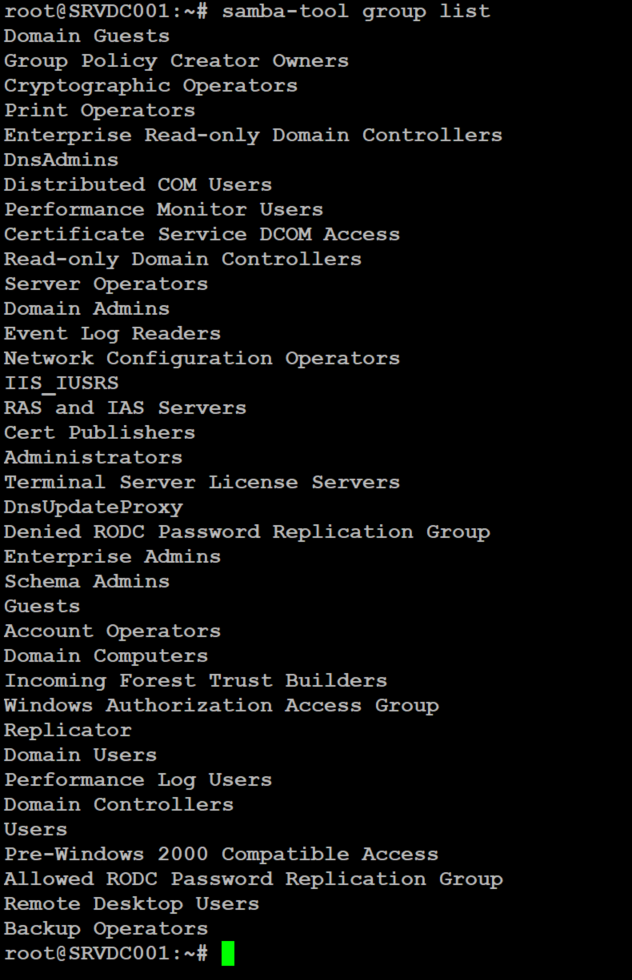 root@SRVDC001:~# samba-tool group list
Domain Guests
Group Policy Creator Owners
Cryptographic Operators
Print Operators
Enterprise Read-only Domain Controllers
DnsAdmins
Distributed COM Users
Performance Monitor Users
Certificate Service DCOM Access
Read-only Domain Controllers
Server Operators
Domain Admins
Event Log Readers
Network Configuration Operators
IIS_IUSRS
RAS and IAS Servers
Cert Publishers
Administrators
Terminal Server License Servers
DnsUpdateProxy
Denied RODC Password Replication Group
Enterprise Admins
Schema Admins
Guests
Account Operators
Domain Computers
Incoming Forest Trust Builders
Windows Authorization Access Group
Replicator
Domain Users
Performance Log Users
Domain Controllers
Users
Pre-Windows 2000 Compatible Access
Allowed RODC Password Replication Group
Remote Desktop Users
Backup Operators
root@SRVDC001:~#